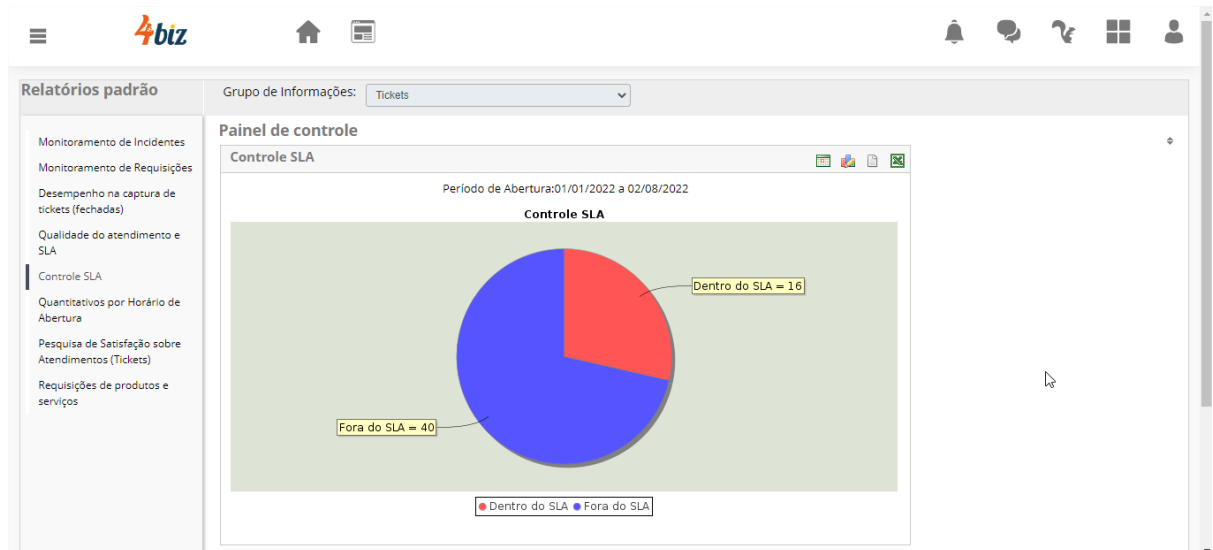 4biz
Relatórios padrão
Grupo de Informações:
Tickets
Monitoramento de Incidentes
Monitoramento de Requisições
Desempenho na captura de
tickets (fechadas)
Qualidade do atendimento e
SLA
Controle SLA
Quantitativos por Horário de
Abertura
Pesquisa de Satisfação sobre
Atendimentos (Tickets)
Requisições de produtos e
serviços
Painel de controle
Controle SLA
Período de Abertura:01/01/2022 a 02/08/2022
Controle SLA
Dentro do SLA = 16
Fora do SLA = 40
Dentro do SLA Fora do SLA